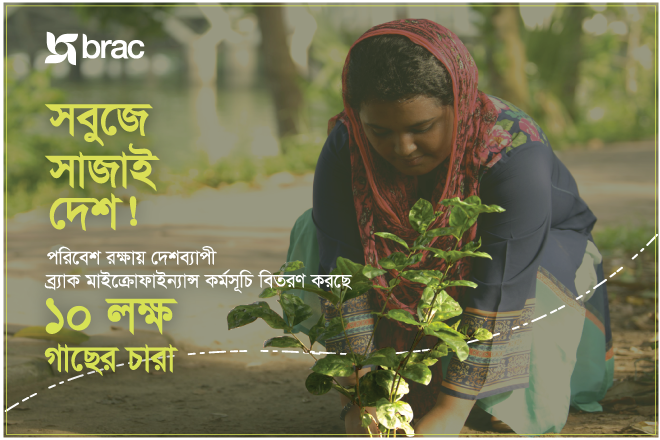 brac
সবুজে
সাজাই
দেশ!
পরিবেশ রক্ষায় দেশব্যাপী
ব্র্যাক মাইক্রোফাইন্যান্স কর্মসূচি বিতরণ করছে
১০ লক্ষ
গাছের চারা